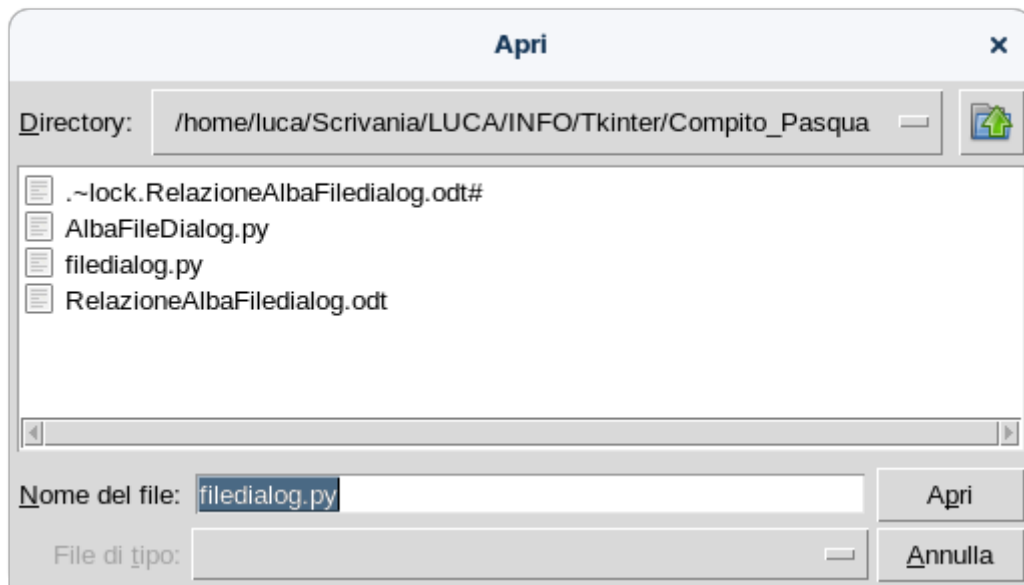 Apri
Directory: /home/luca/Scrivania/LUCA/INFO/Tkinter/Compito_Pasqua
.~lock.RelazioneAlbaFiledialog.odt#
AlbaFileDialog.py
filedialog.py
RelazioneAlbaFiledialog.odt
Nome del file: filedialog.py Apri
File di tipo: Annulla